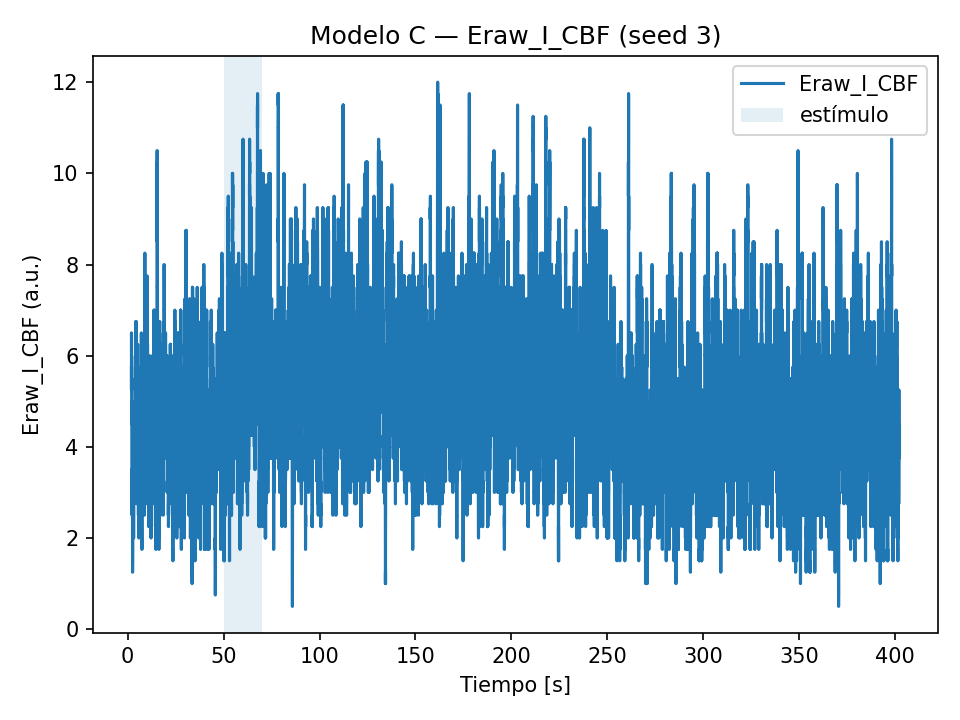 Modelo C — Eraw_I_CBF (seed 3)
Eraw_I_CBF
estímulo
Eraw_I_CBF (a.u.)
12
10
8
6
4
2
0
0 50 100 150 200 250 300 350 400
Tiempo [s]